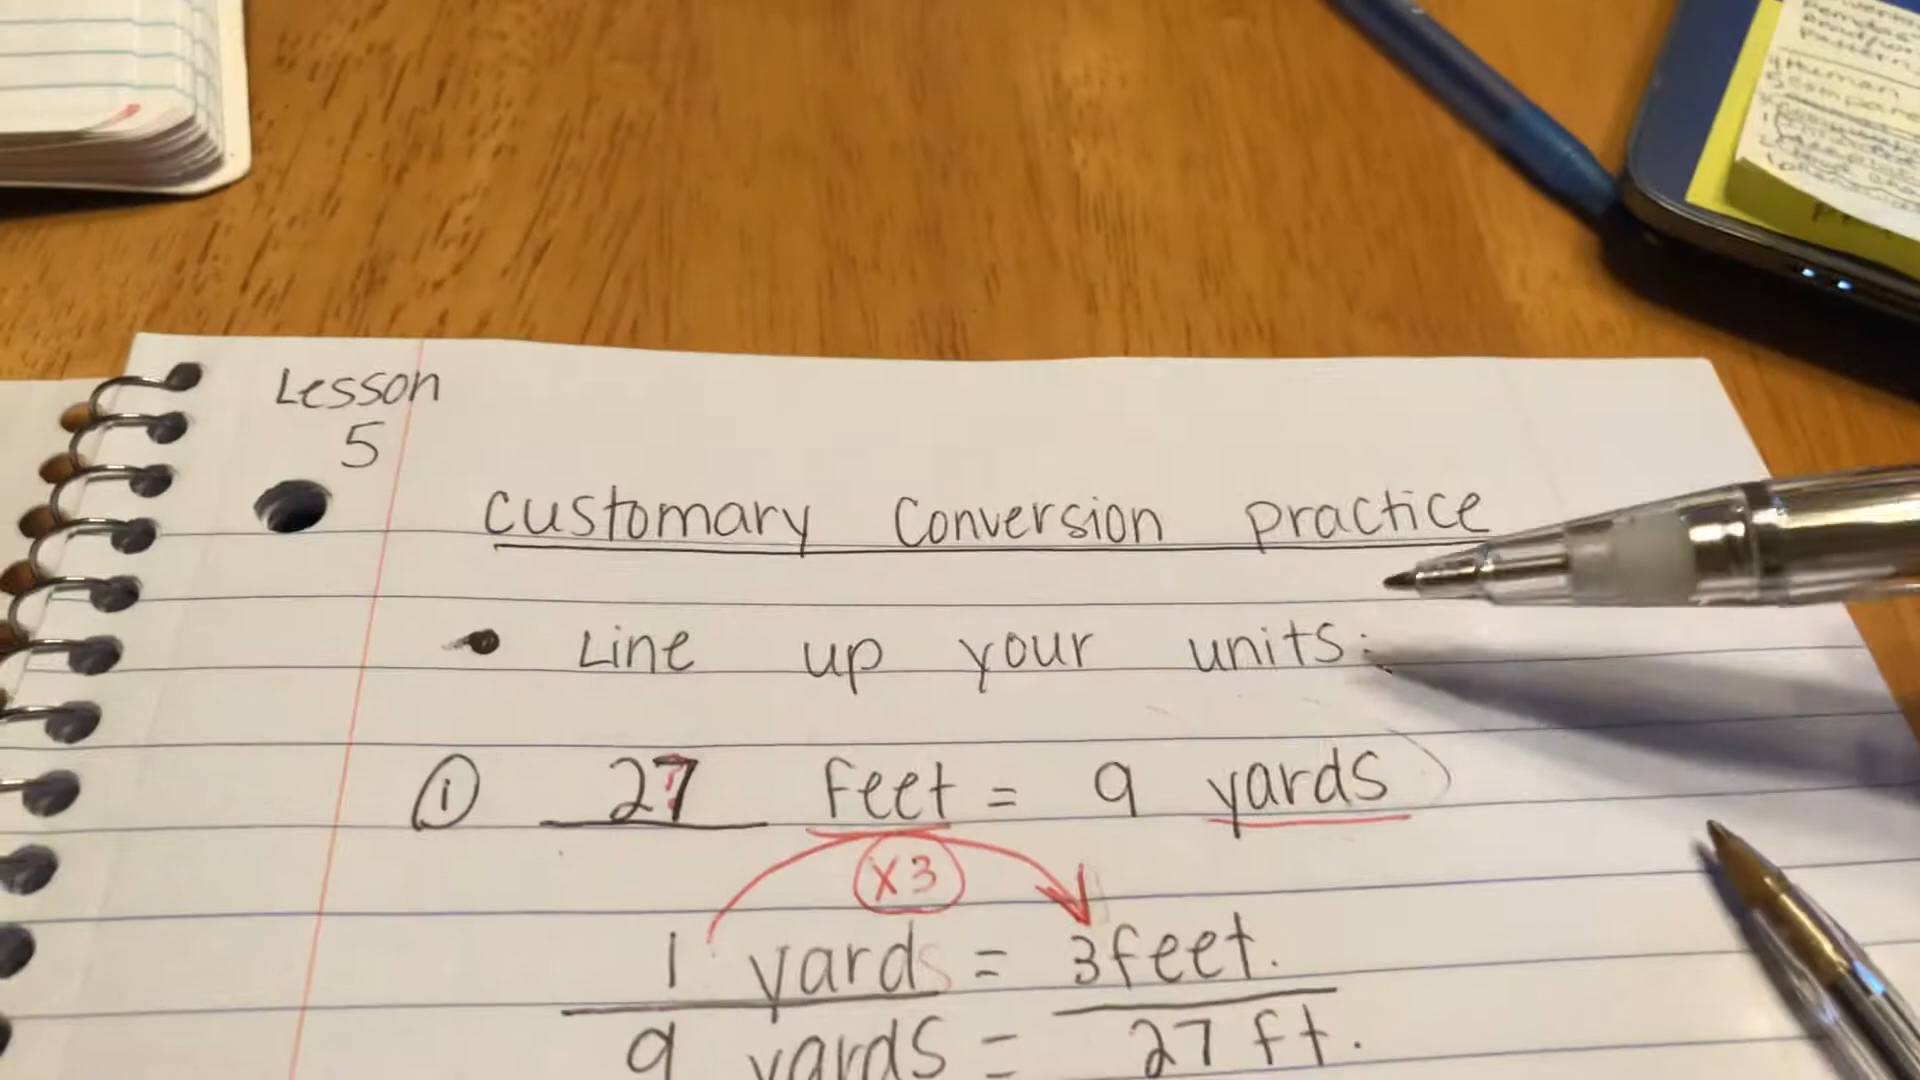 Lesson
5
Customary Conversion practice
• Line up your units:
① 27 Feet = 9 yards
x3
1 yards = 3feet.
9 yards = 27 ft.